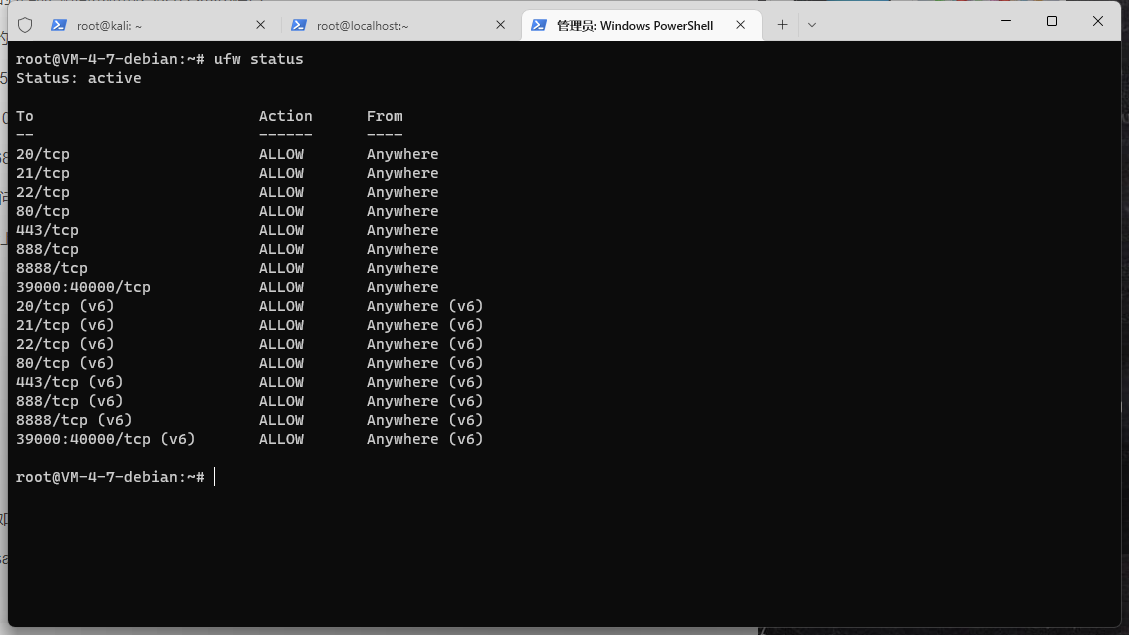 root@kali: ~
root@localhost:~
管理员: Windows PowerShell
root@VM-4-7-debian:~# ufw status
Status: active
To                         Action      From
--                         ------      ----
20/tcp                     ALLOW       Anywhere
21/tcp                     ALLOW       Anywhere
22/tcp                     ALLOW       Anywhere
80/tcp                     ALLOW       Anywhere
443/tcp                    ALLOW       Anywhere
888/tcp                    ALLOW       Anywhere
8888/tcp                   ALLOW       Anywhere
39000:40000/tcp            ALLOW       Anywhere
20/tcp (v6)                ALLOW       Anywhere (v6)
21/tcp (v6)                ALLOW       Anywhere (v6)
22/tcp (v6)                ALLOW       Anywhere (v6)
80/tcp (v6)                ALLOW       Anywhere (v6)
443/tcp (v6)               ALLOW       Anywhere (v6)
888/tcp (v6)               ALLOW       Anywhere (v6)
8888/tcp (v6)              ALLOW       Anywhere (v6)
39000:40000/tcp (v6)       ALLOW       Anywhere (v6)
root@VM-4-7-debian:~#